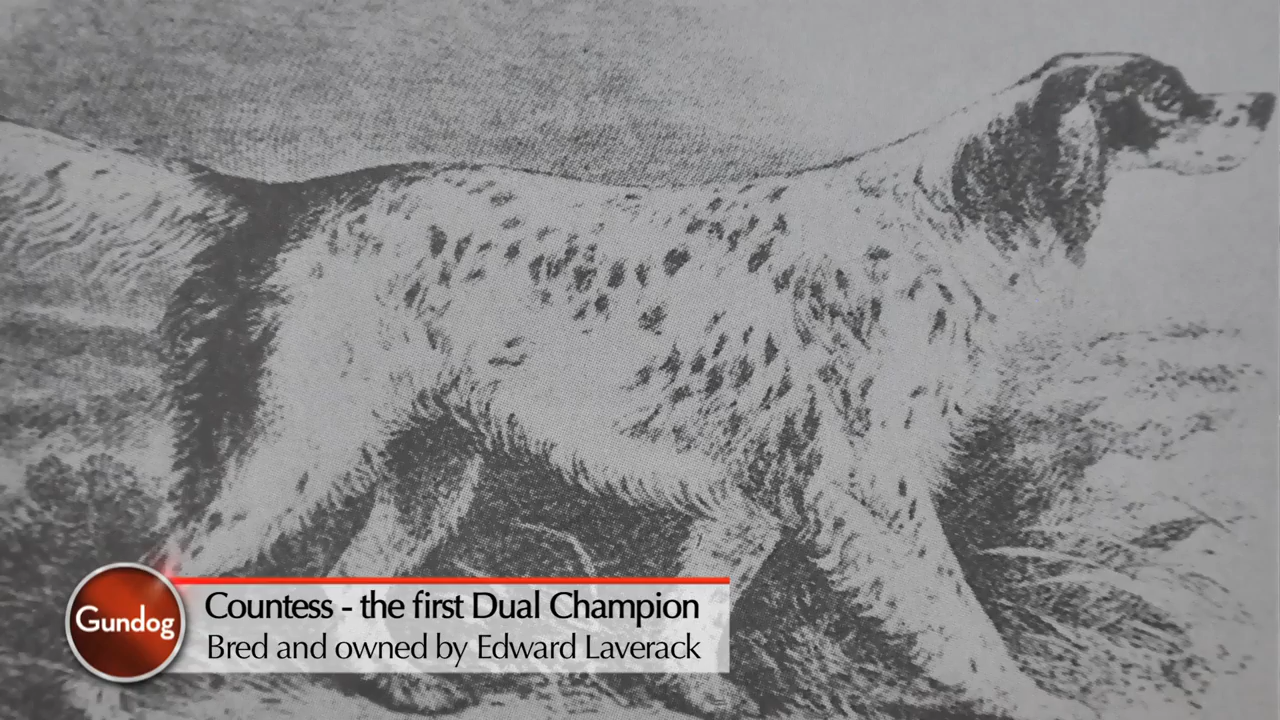 Gundog
Countess - the first Dual Champion
Bred and owned by Edward Laverack